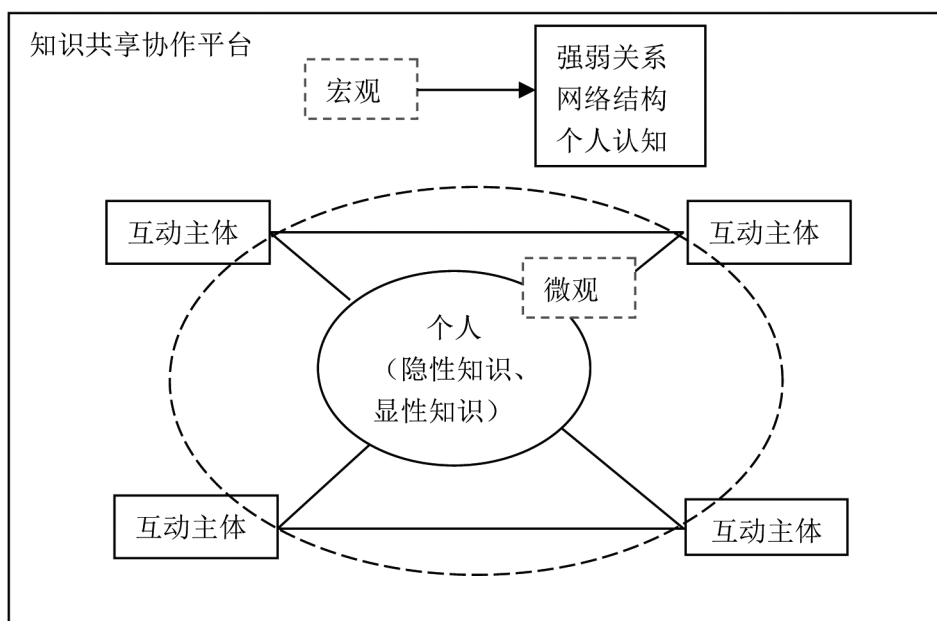 知识共享协作平台
宏观
强弱关系
网络结构
个人认知
互动主体
互动主体
微观
个人
（隐性知识、
显性知识）
互动主体
互动主体